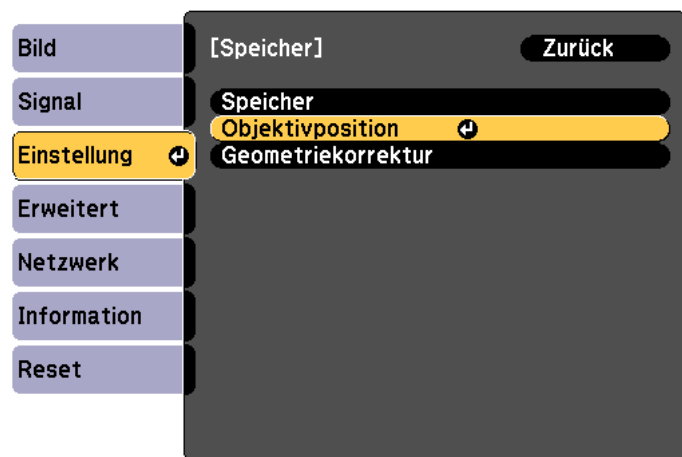 Bild
Signal
Einstellung
Erweitert
Netzwerk
Information
Reset
[Speicher]
Zurück
Speicher
Objektivposition
Geometriekorrektur